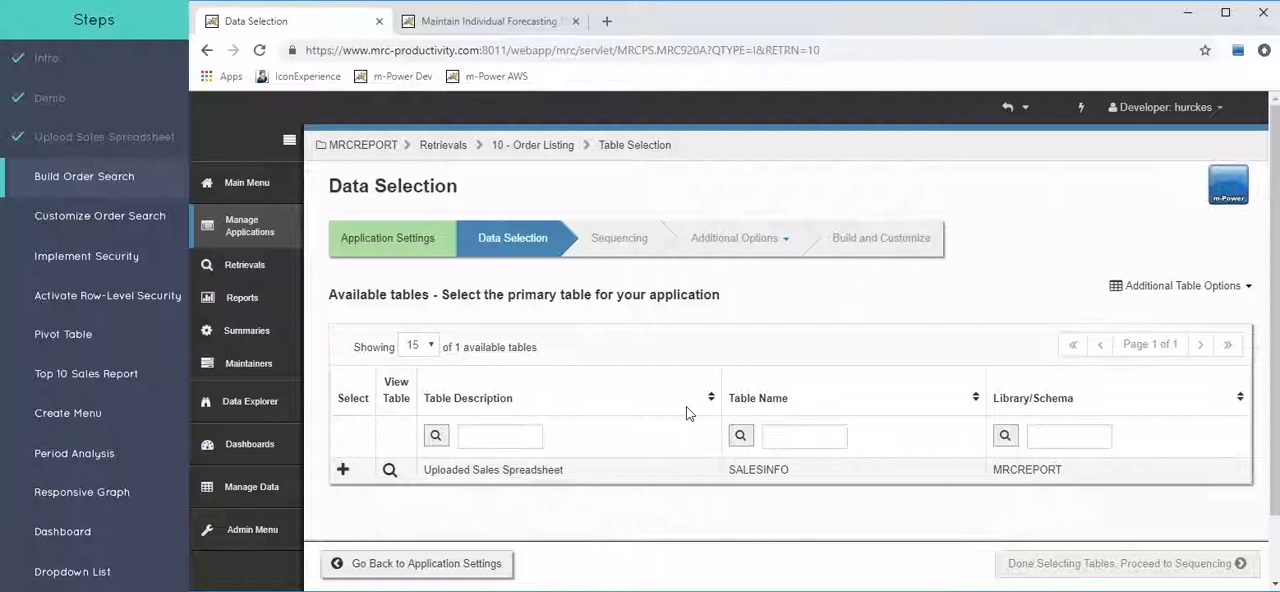 Steps
Intro
Demo
Upload Sales Spreadsheet
Build Order Search
Customize Order Search
Implement Security
Activate Row-Level Security
Pivot Table
Top 10 Sales Report
Create Menu
Period Analysis
Responsive Graph
Dashboard
Dropdown List
Data Selection
Maintain Individual Forecasting
https://www.mrc-productivity.com:8011/webapp/mrc/servlet/MRCPS.MRC920A?QTYPE=I&RETRN=10
Apps IconExperience m-Power Dev m-Power AWS
Developer: hurckes
Main Menu
Manage
Applications
Retrievals
Reports
Summaries
Maintainers
Data Explorer
Dashboards
Manage Data
Admin Menu
MRCREPORT > Retrievals > 10 - Order Listing > Table Selection
Data Selection
m-Power
Application Settings Data Selection Sequencing Additional Options Build and Customize
Available tables - Select the primary table for your application
Additional Table Options
Showing 15 of 1 available tables
« < Page 1 of 1 > »
Select View Table Table Description Table Name Library/Schema
Uploaded Sales Spreadsheet SALESINFO MRCREPORT
Go Back to Application Settings
Done Selecting Tables, Proceed to Sequencing